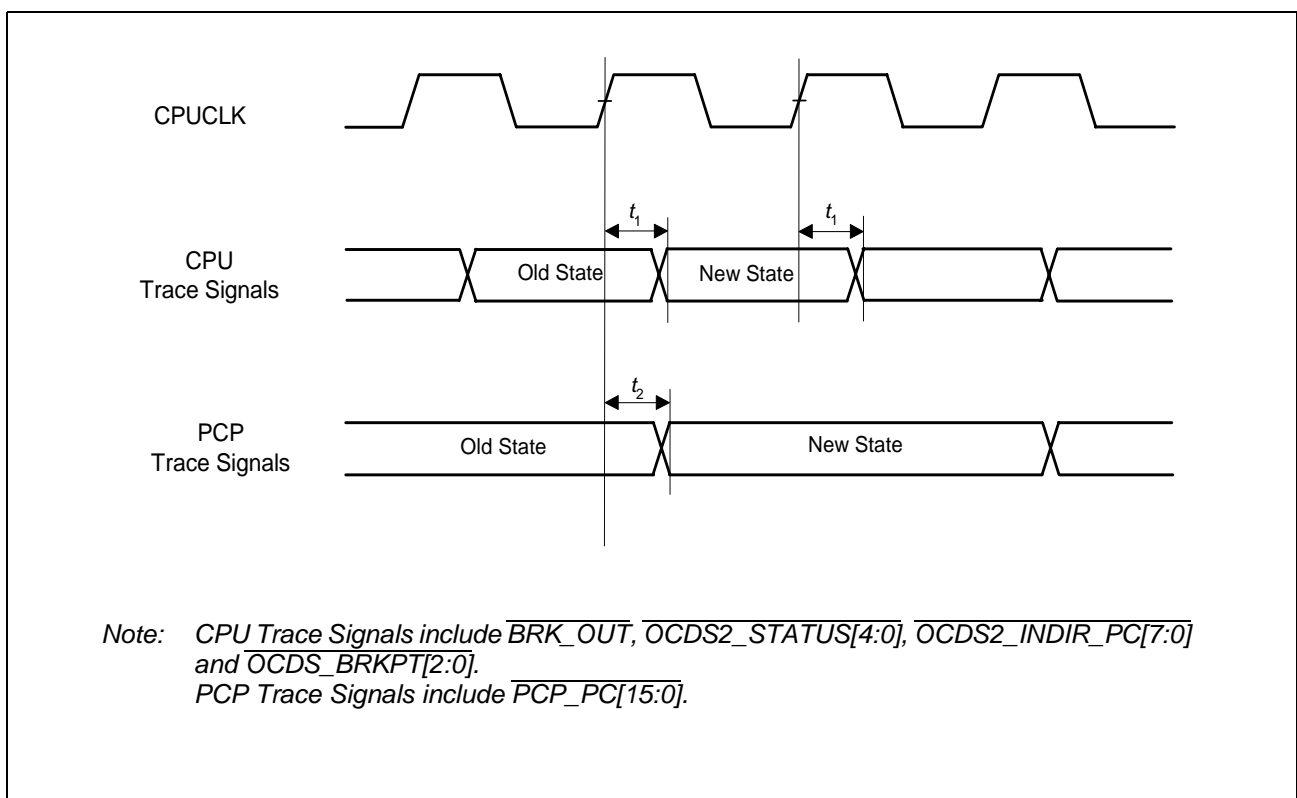 CPUCLK
t1
t1
CPU
Trace Signals
Old State
New State
t2
PCP
Trace Signals
Old State
New State
Note: CPU Trace Signals include BRK_OUT, OCDS2_STATUS[4:0], OCDS2_INDIR_PC[7:0]
and OCDS_BRKPT[2:0].
PCP Trace Signals include PCP_PC[15:0].